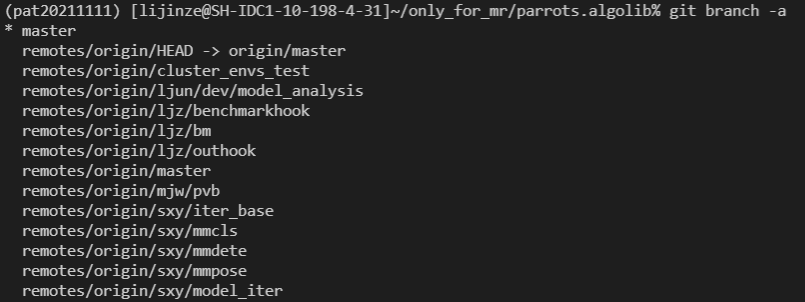 (pat20211111) [lijinze@SH-IDC1-10-198-4-31]~/only_for_mr/parrots.algolib% git branch -a
* master
  remotes/origin/HEAD -> origin/master
  remotes/origin/cluster_envs_test
  remotes/origin/ljun/dev/model_analysis
  remotes/origin/ljz/benchmarkhook
  remotes/origin/ljz/bm
  remotes/origin/ljz/outhook
  remotes/origin/master
  remotes/origin/mjw/pvb
  remotes/origin/sxy/iter_base
  remotes/origin/sxy/mmcls
  remotes/origin/sxy/mmdete
  remotes/origin/sxy/mmpose
  remotes/origin/sxy/model_iter